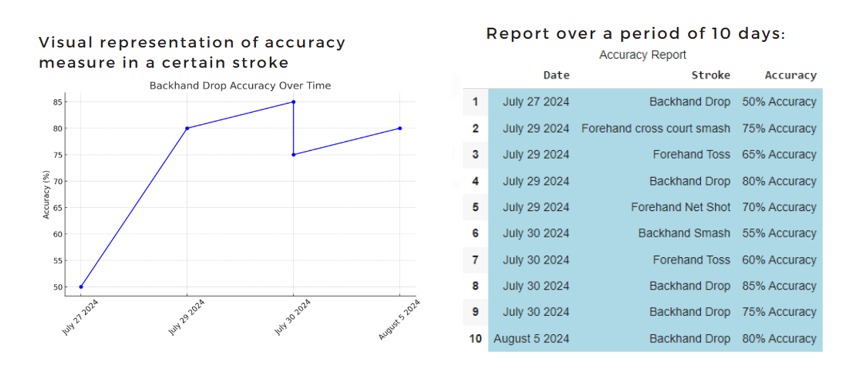 Visual representation of accuracy
measure in a certain stroke
Backhand Drop Accuracy Over Time
Accuracy (%)
85
80
75
70
65
60
55
50
July 27 2024
July 29 2024
July 30 2024
August 5 2024
Report over a period of 10 days:
Accuracy Report
Date Stroke Accuracy
1 July 27 2024 Backhand Drop 50% Accuracy
2 July 29 2024 Forehand cross court smash 75% Accuracy
3 July 29 2024 Forehand Toss 65% Accuracy
4 July 29 2024 Backhand Drop 80% Accuracy
5 July 29 2024 Forehand Net Shot 70% Accuracy
6 July 30 2024 Backhand Smash 55% Accuracy
7 July 30 2024 Forehand Toss 60% Accuracy
8 July 30 2024 Backhand Drop 85% Accuracy
9 July 30 2024 Backhand Drop 75% Accuracy
10 August 5 2024 Backhand Drop 80% Accuracy